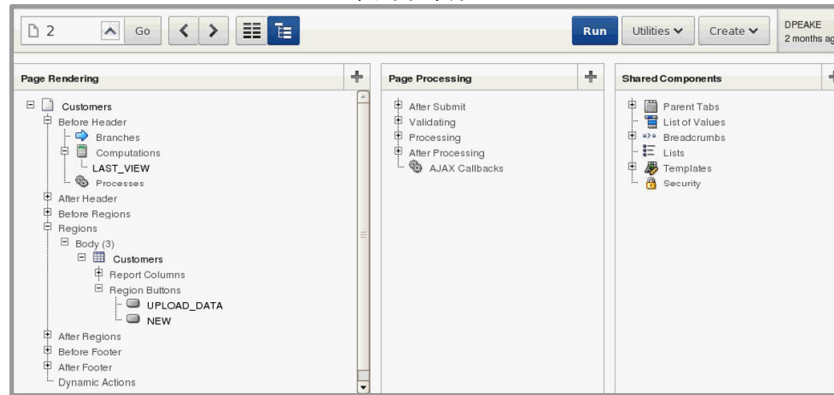 2 Go Run Utilities Create DPEAKE
2 months ag
Page Rendering
Customers
Before Header
Branches
Computations
LAST_VIEW
Processes
After Header
Before Regions
Regions
Body (3)
Customers
Report Columns
Region Buttons
UPLOAD_DATA
NEW
After Regions
Before Footer
After Footer
Dynamic Actions
Page Processing
After Submit
Validating
Processing
After Processing
AJAX Callbacks
Shared Components
Parent Tabs
List of Values
Breadcrumbs
Lists
Templates
Security